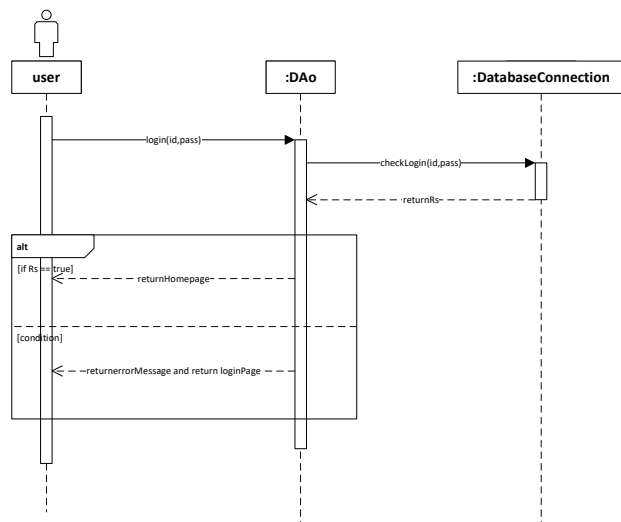 user
:DAo
:DatabaseConnection
login(id,pass)
checkLogin(id,pass)
returnRs
alt
[if Rs == true]
returnHomepage
[condition]
returnerrorMessage and return loginPage